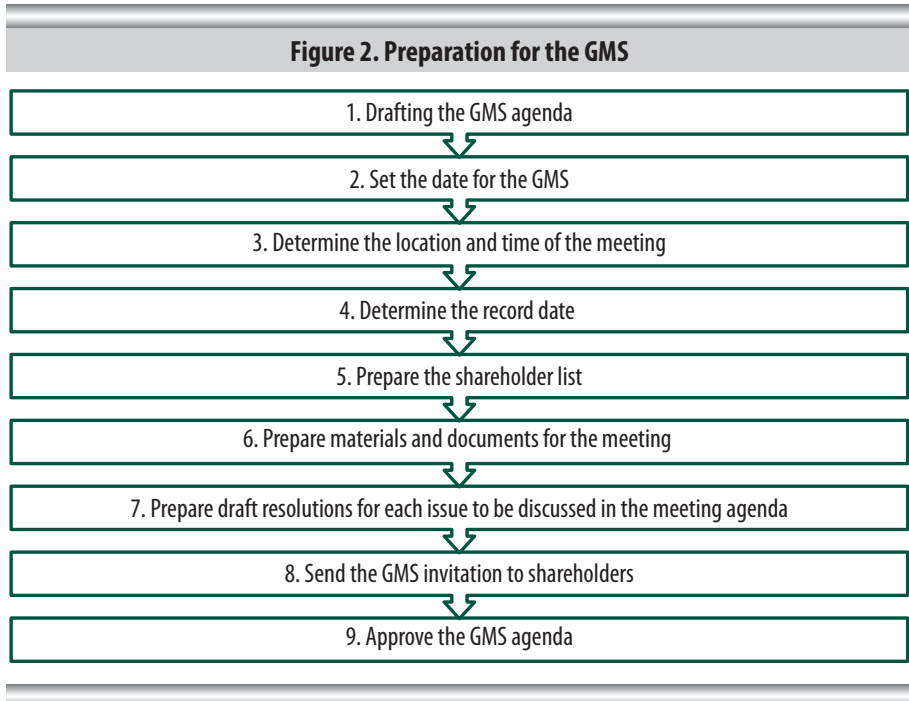 Figure 2. Preparation for the GMS
1. Drafting the GMS agenda
2. Set the date for the GMS
3. Determine the location and time of the meeting
4. Determine the record date
5. Prepare the shareholder list
6. Prepare materials and documents for the meeting
7. Prepare draft resolutions for each issue to be discussed in the meeting agenda
8. Send the GMS invitation to shareholders
9. Approve the GMS agenda